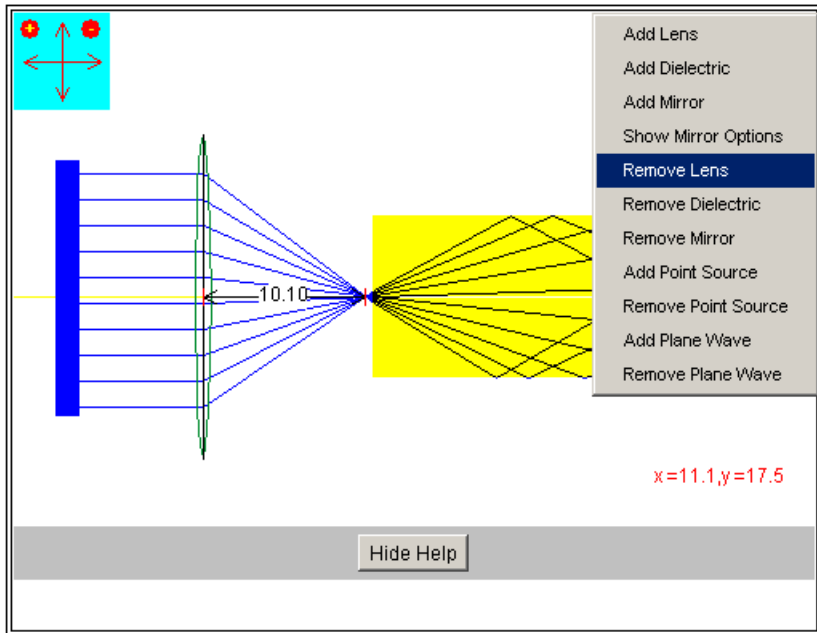 Add Lens
Add Dielectric
Add Mirror
Show Mirror Options
Remove Lens
Remove Dielectric
Remove Mirror
Add Point Source
Remove Point Source
Add Plane Wave
Remove Plane Wave
10.10
x=11.1,y=17.5
Hide Help